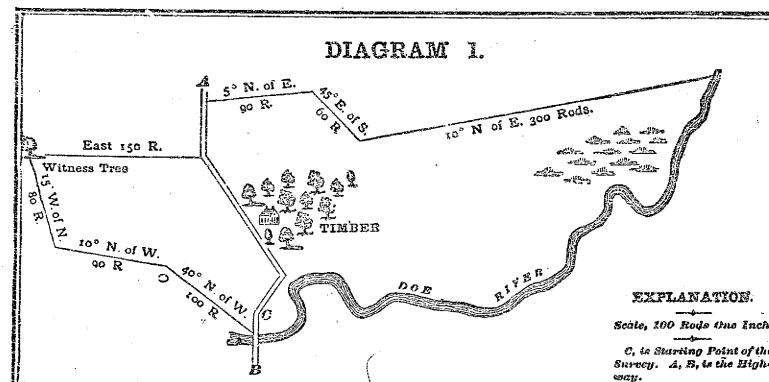 DIAGRAM 1.
A
5° N. of E.
90 R.
45° E. of S.
60 R.
10° N of E. 300 Rods.
East 150 R.
Witness Tree
15° W. of N.
80 R.
TIMBER
10° N. of W.
90 R
C
40° N. of W.
100 R.
C
DOE RIVER
B
EXPLANATION.
Scale, 100 Rods One Inch
C, is Starting Point of the
Survey. A, B, is the High-
way.